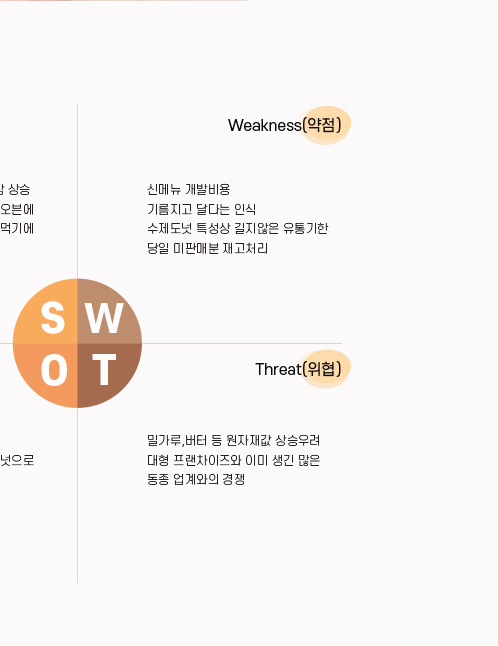 Weakness(약점)
상승
오븐에
먹기에
신메뉴 개발비용
기름지고 달다는 인식
수제도넛 특성상 길지않은 유통기한
당일 미판매분 재고처리
S W
O T
Threat(위협)
넛으로
밀가루,버터 등 원자재값 상승우려
대형 프랜차이즈와 이미 생긴 많은
동종 업계와의 경쟁